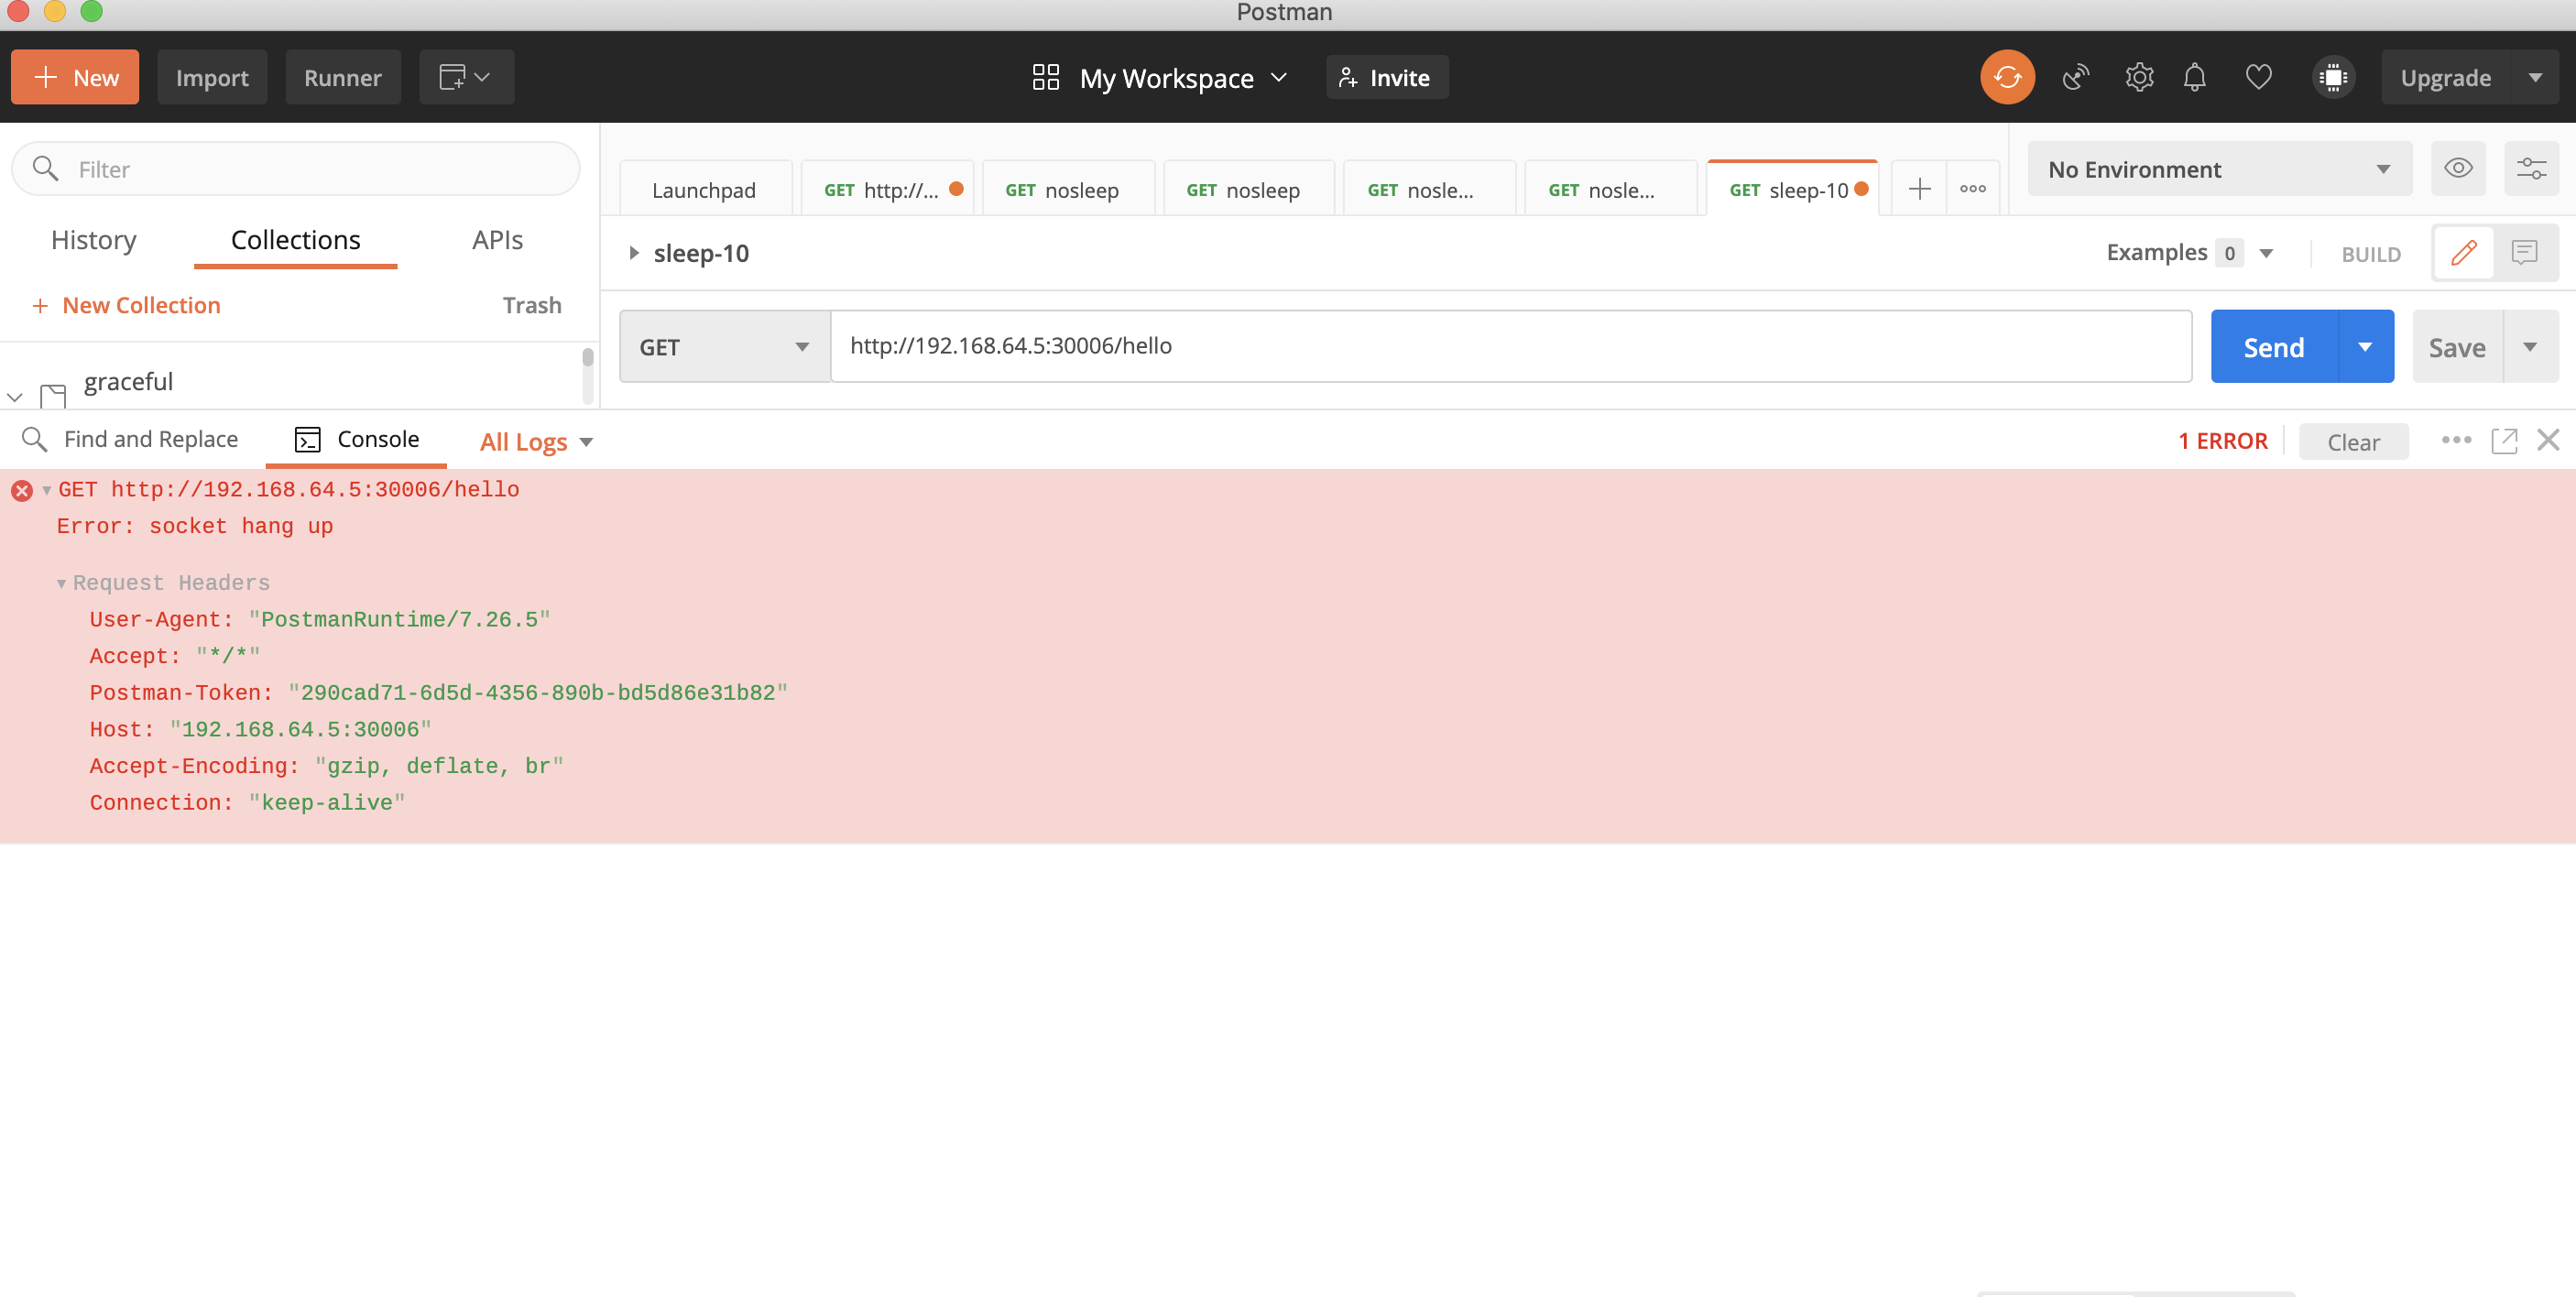 Postman
New
Import
Runner
My Workspace
Invite
Upgrade
Filter
History
Collections
APIs
+ New Collection
Trash
graceful
Launchpad
GET http://...
GET nosleep
GET nosleep
GET nosle...
GET nosle...
GET sleep-10
No Environment
sleep-10
Examples 0
BUILD
GET
http://192.168.64.5:30006/hello
Send
Save
Find and Replace
Console
All Logs
1 ERROR
Clear
GET http://192.168.64.5:30006/hello
Error: socket hang up
Request Headers
User-Agent: "PostmanRuntime/7.26.5"
Accept: "*/*"
Postman-Token: "290cad71-6d5d-4356-890b-bd5d86e31b82"
Host: "192.168.64.5:30006"
Accept-Encoding: "gzip, deflate, br"
Connection: "keep-alive"